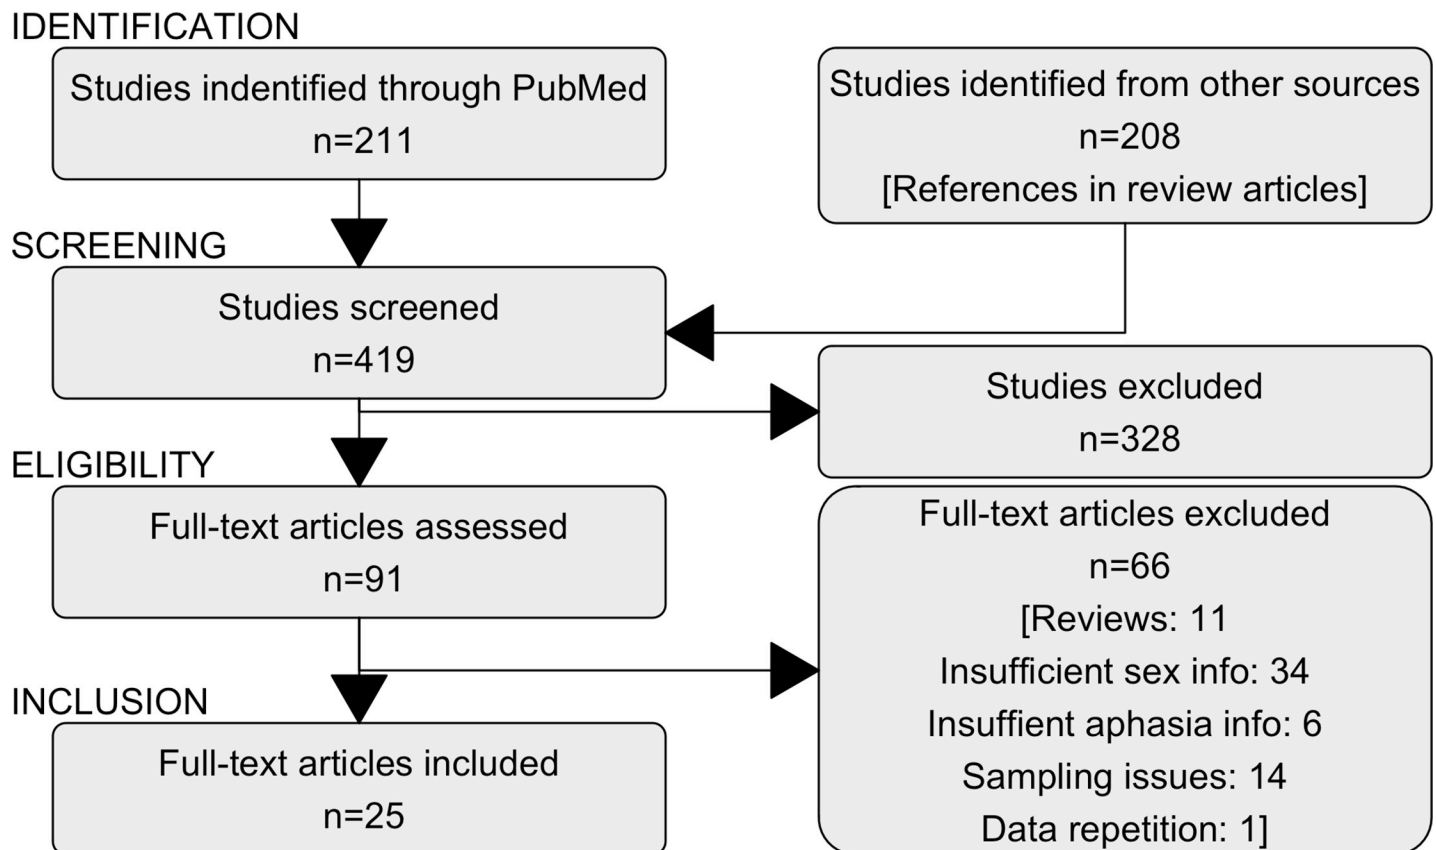 IDENTIFICATION
Studies indentified through PubMed
n=211
Studies identified from other sources
n=208
[References in review articles]
SCREENING
Studies screened
n=419
Studies excluded
n=328
ELIGIBILITY
Full-text articles assessed
n=91
Full-text articles excluded
n=66
[Reviews: 11
Insufficient sex info: 34
Insuffient aphasia info: 6
Sampling issues: 14
Data repetition: 1]
INCLUSION
Full-text articles included
n=25